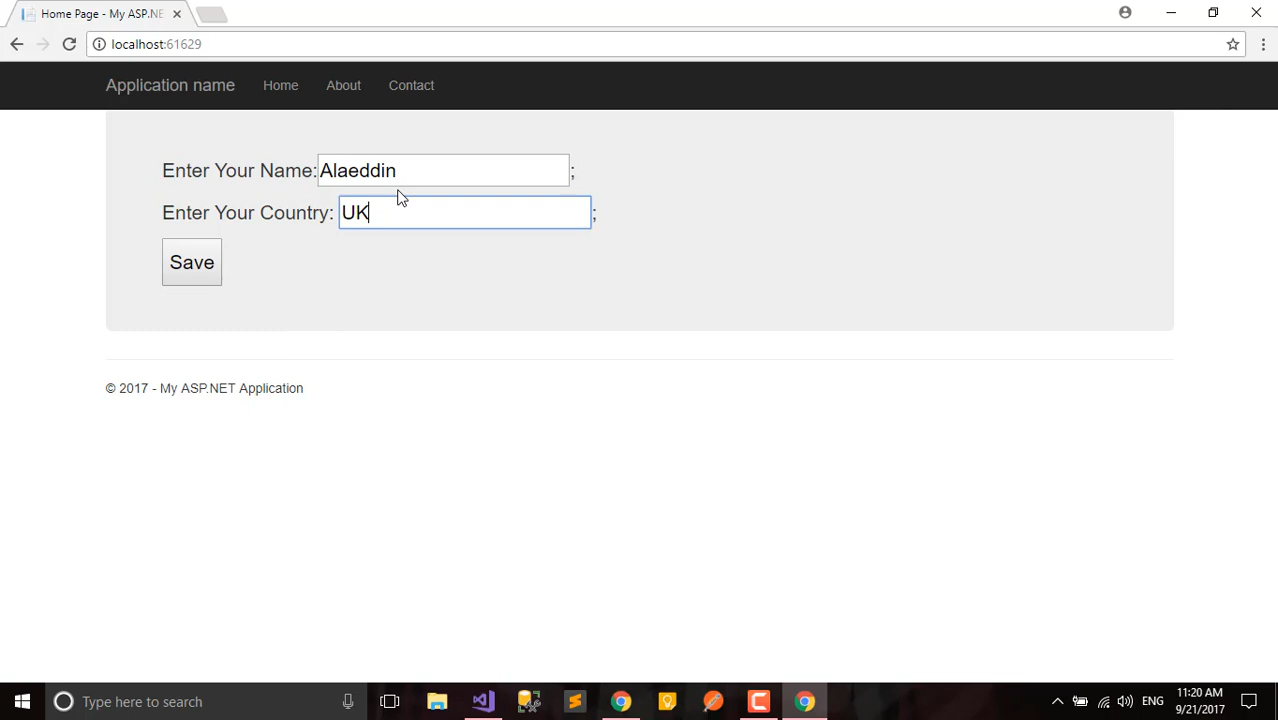 Home Page - My ASP.NE
localhost:61629
Application name Home About Contact
Enter Your Name:Alaeddin;
Enter Your Country: UK;
Save
© 2017 - My ASP.NET Application
Type here to search
ENG
11:20 AM
9/21/2017